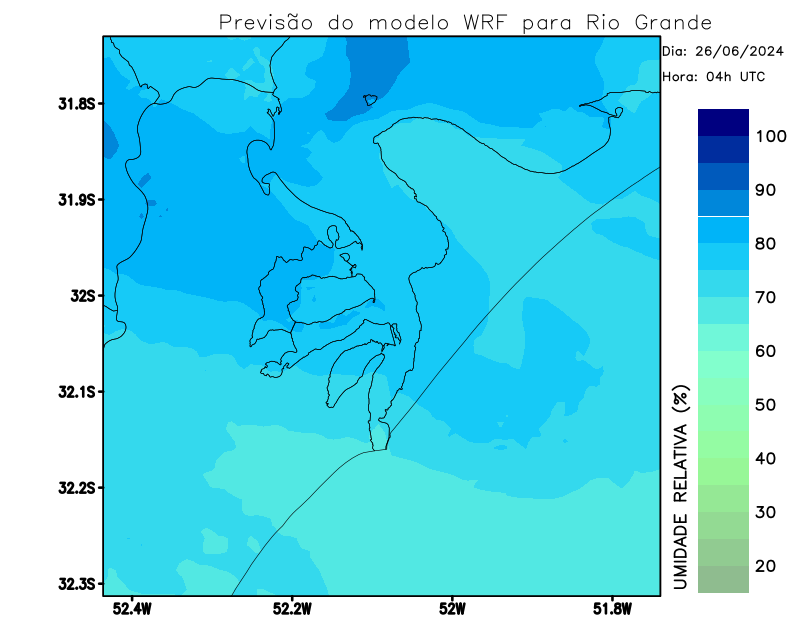 Previsão do modelo WRF para Rio Grande
Dia: 26/06/2024
Hora: 04h UTC
31.8S
31.9S
32S
32.1S
32.2S
32.3S
52.4W
52.2W
52W
51.8W
UMIDADE RELATIVA (%)
100
90
80
70
60
50
40
30
20